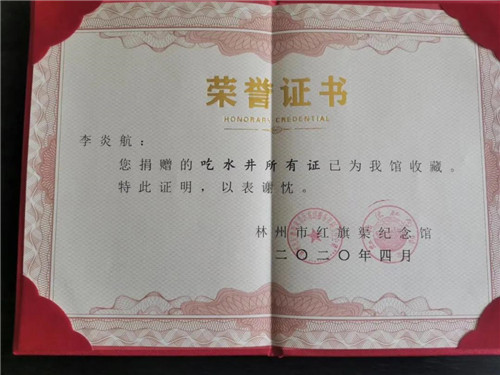 荣誉证书
HONORARY CREDENTIAL
李炎航：
您捐赠的吃水井所有证已为我馆收藏。
特此证明，以表谢忱。
林州市红旗渠纪念馆
二〇二〇年四月